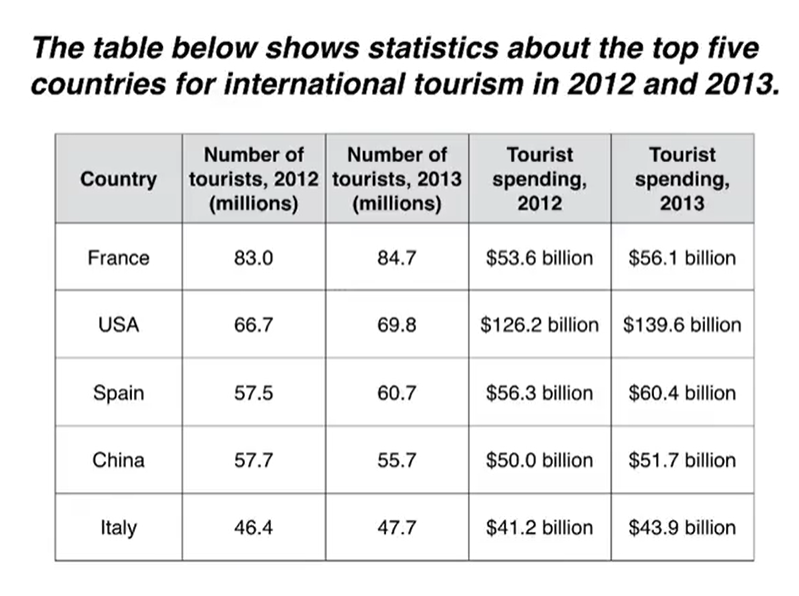 The table below shows statistics about the top five
countries for international tourism in 2012 and 2013.
Country
Number of
tourists, 2012
(millions)
Number of
tourists, 2013
(millions)
Tourist
spending,
2012
Tourist
spending,
2013
France 83.0 84.7 $53.6 billion $56.1 billion
USA 66.7 69.8 $126.2 billion $139.6 billion
Spain 57.5 60.7 $56.3 billion $60.4 billion
China 57.7 55.7 $50.0 billion $51.7 billion
Italy 46.4 47.7 $41.2 billion $43.9 billion